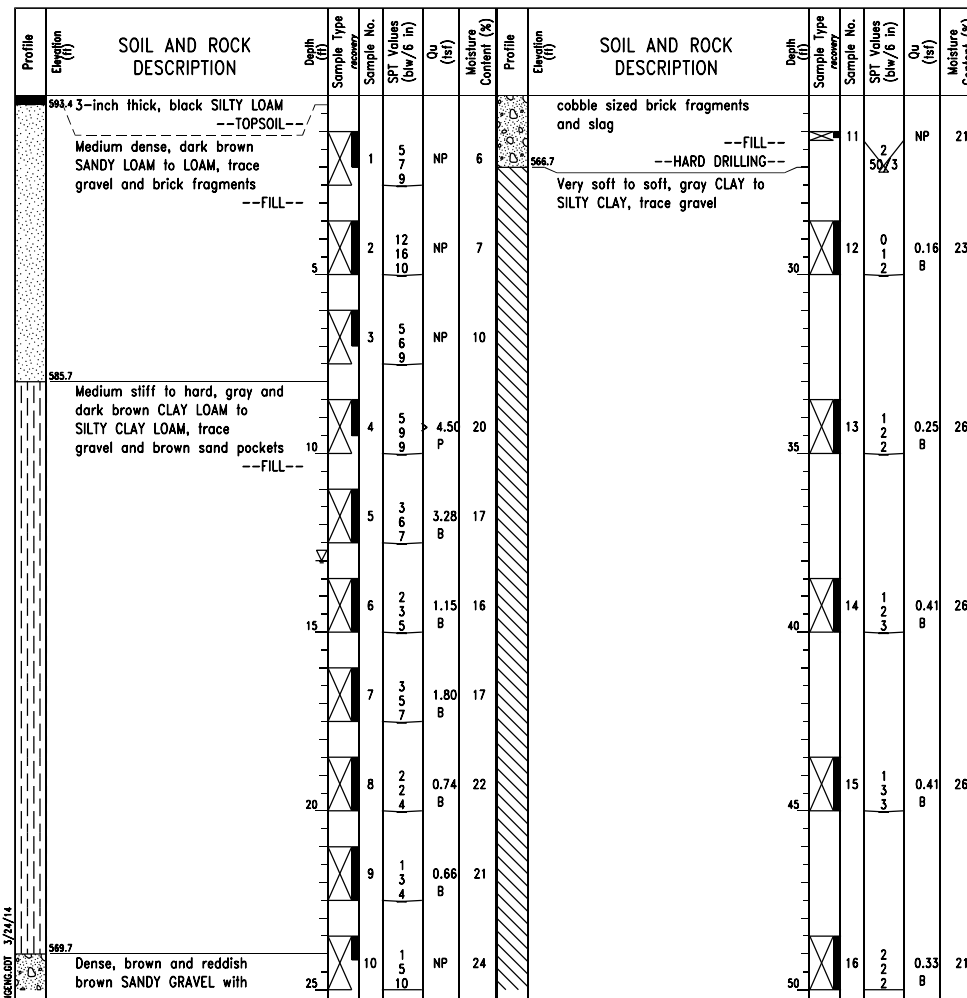 Profile
Elevation (ft)
SOIL AND ROCK
DESCRIPTION
Depth (ft)
Sample Type
recovery
Sample No.
SPT Values (blw/6 in)
Qu (tsf)
Moisture Content (%)
593.4 3-inch thick, black SILTY LOAM
--TOPSOIL--
Medium dense, dark brown
SANDY LOAM to LOAM, trace
gravel and brick fragments
--FILL--
1 5 7 9 NP 6
2 12 16 10 NP 7
5
3 5 6 9 NP 10
585.7
Medium stiff to hard, gray and
dark brown CLAY LOAM to
SILTY CLAY LOAM, trace
gravel and brown sand pockets
--FILL--
10
4 5 9 9 > 4.50 P 20
5 3 6 7 3.28 B 17
6 2 3 5 1.15 B 16
15
7 3 5 7 1.80 B 17
8 2 2 4 0.74 B 22
20
9 1 3 4 0.66 B 21
569.7
Dense, brown and reddish
brown SANDY GRAVEL with
10 1 5 10 NP 24
25
Profile
Elevation (ft)
SOIL AND ROCK
DESCRIPTION
Depth (ft)
Sample Type
recovery
Sample No.
SPT Values (blw/6 in)
Qu (tsf)
Moisture
cobble sized brick fragments
and slag
--FILL--
--HARD DRILLING--
566.7
11 2 50/3 NP 21
Very soft to soft, gray CLAY to
SILTY CLAY, trace gravel
12 0 1 2 0.16 B 23
30
13 1 2 2 0.25 B 26
35
14 1 2 3 0.41 B 26
40
15 1 3 3 0.41 B 26
45
16 2 2 2 0.33 B 21
50
NGENG.GDT 3/24/14